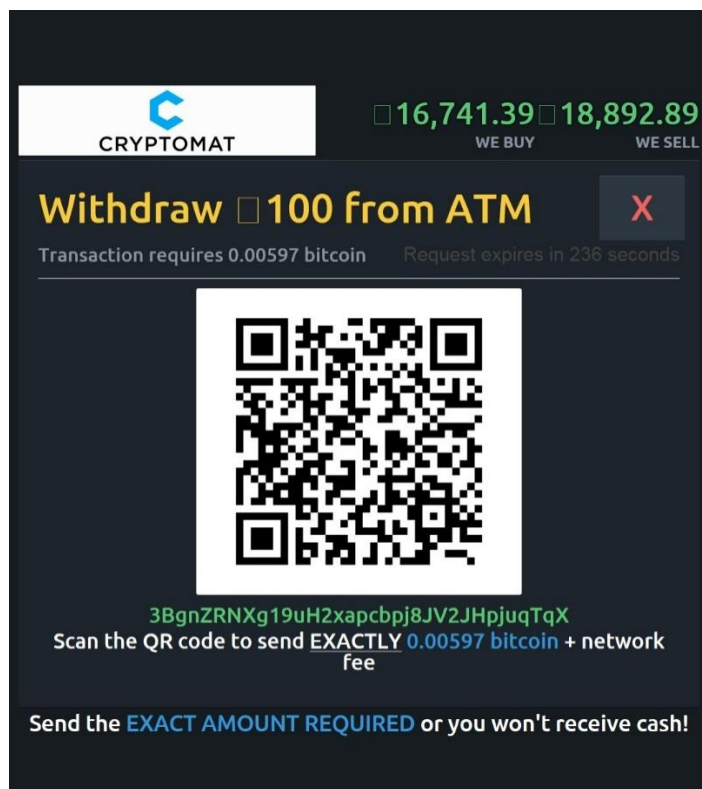 CRYPTOMAT
□16,741.39 □18,892.89
WE BUY WE SELL
Withdraw □100 from ATM X
Transaction requires 0.00597 bitcoin Request expires in 236 seconds
3BgnZRNXg19uH2xapcbpj8JV2JHpjuqTqX
Scan the QR code to send EXACTLY 0.00597 bitcoin + network
fee
Send the EXACT AMOUNT REQUIRED or you won't receive cash!